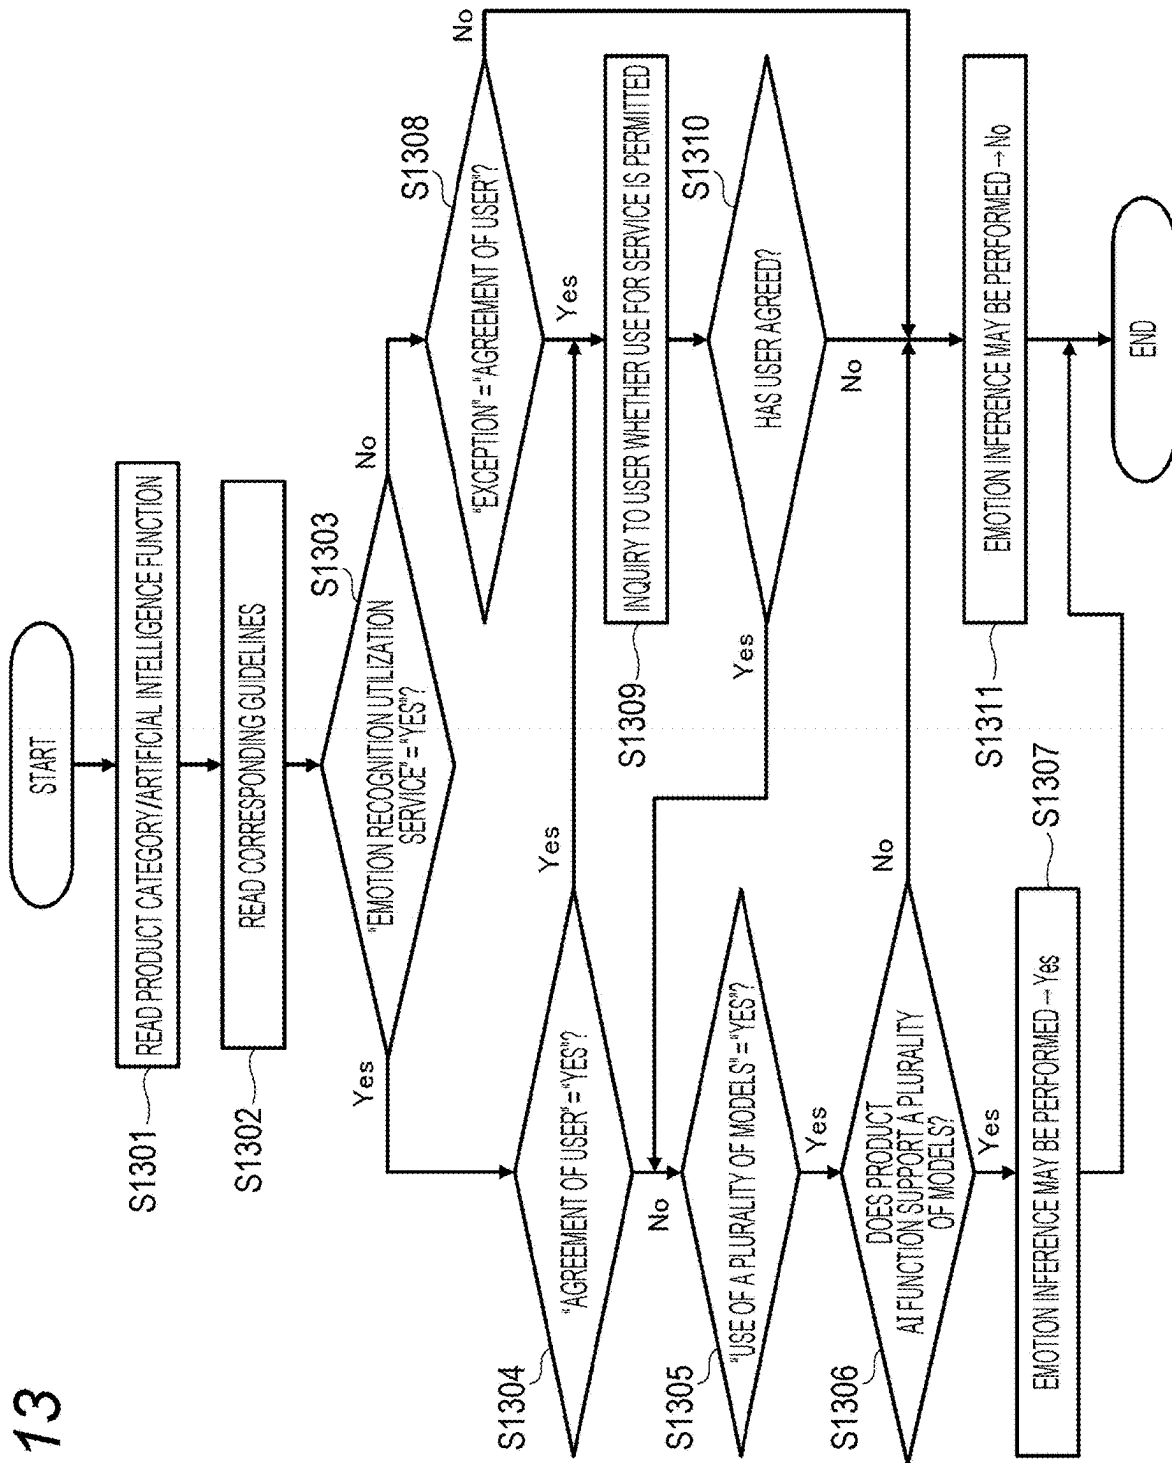 13
START
S1301
READ PRODUCT CATEGORY/ARTIFICIAL INTELLIGENCE FUNCTION
S1302
READ CORRESPONDING GUIDELINES
S1303
"EMOTION RECOGNITION UTILIZATION
SERVICE" = "YES"?
Yes
No
S1304
"AGREEMENT OF USER" = "YES"?
Yes
No
S1305
"USE OF A PLURALITY OF MODELS" = "YES"?
Yes
S1306
DOES PRODUCT
AI FUNCTION SUPPORT A PLURALITY
OF MODELS?
No
Yes
S1307
EMOTION INFERENCE MAY BE PERFORMED → Yes
S1308
"EXCEPTION" = "AGREEMENT OF USER"?
No
Yes
S1309
INQUIRY TO USER WHETHER USE FOR SERVICE IS PERMITTED
S1310
HAS USER AGREED?
Yes
No
S1311
EMOTION INFERENCE MAY BE PERFORMED → No
END